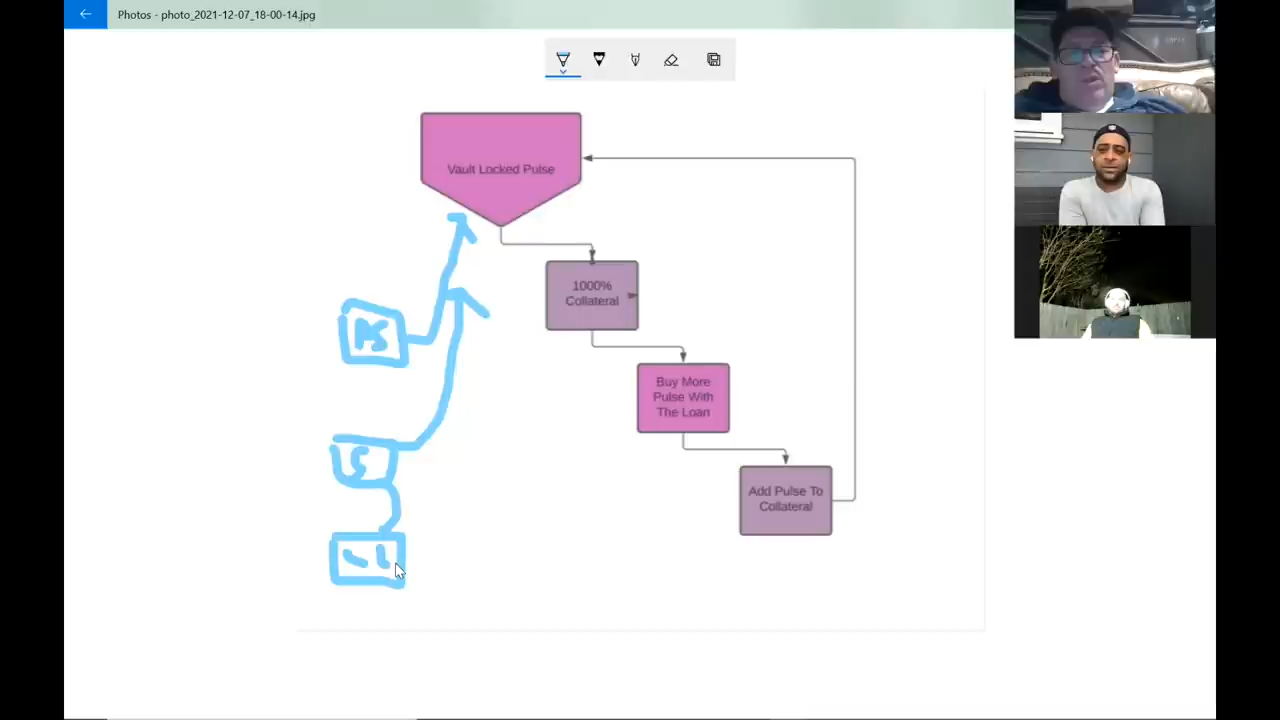 Photos - photo_2021-12-07_18-00-14.jpg
Vault Locked Pulse
1000%
Collateral
Buy More
Pulse With
The Loan
Add Pulse To
Collateral